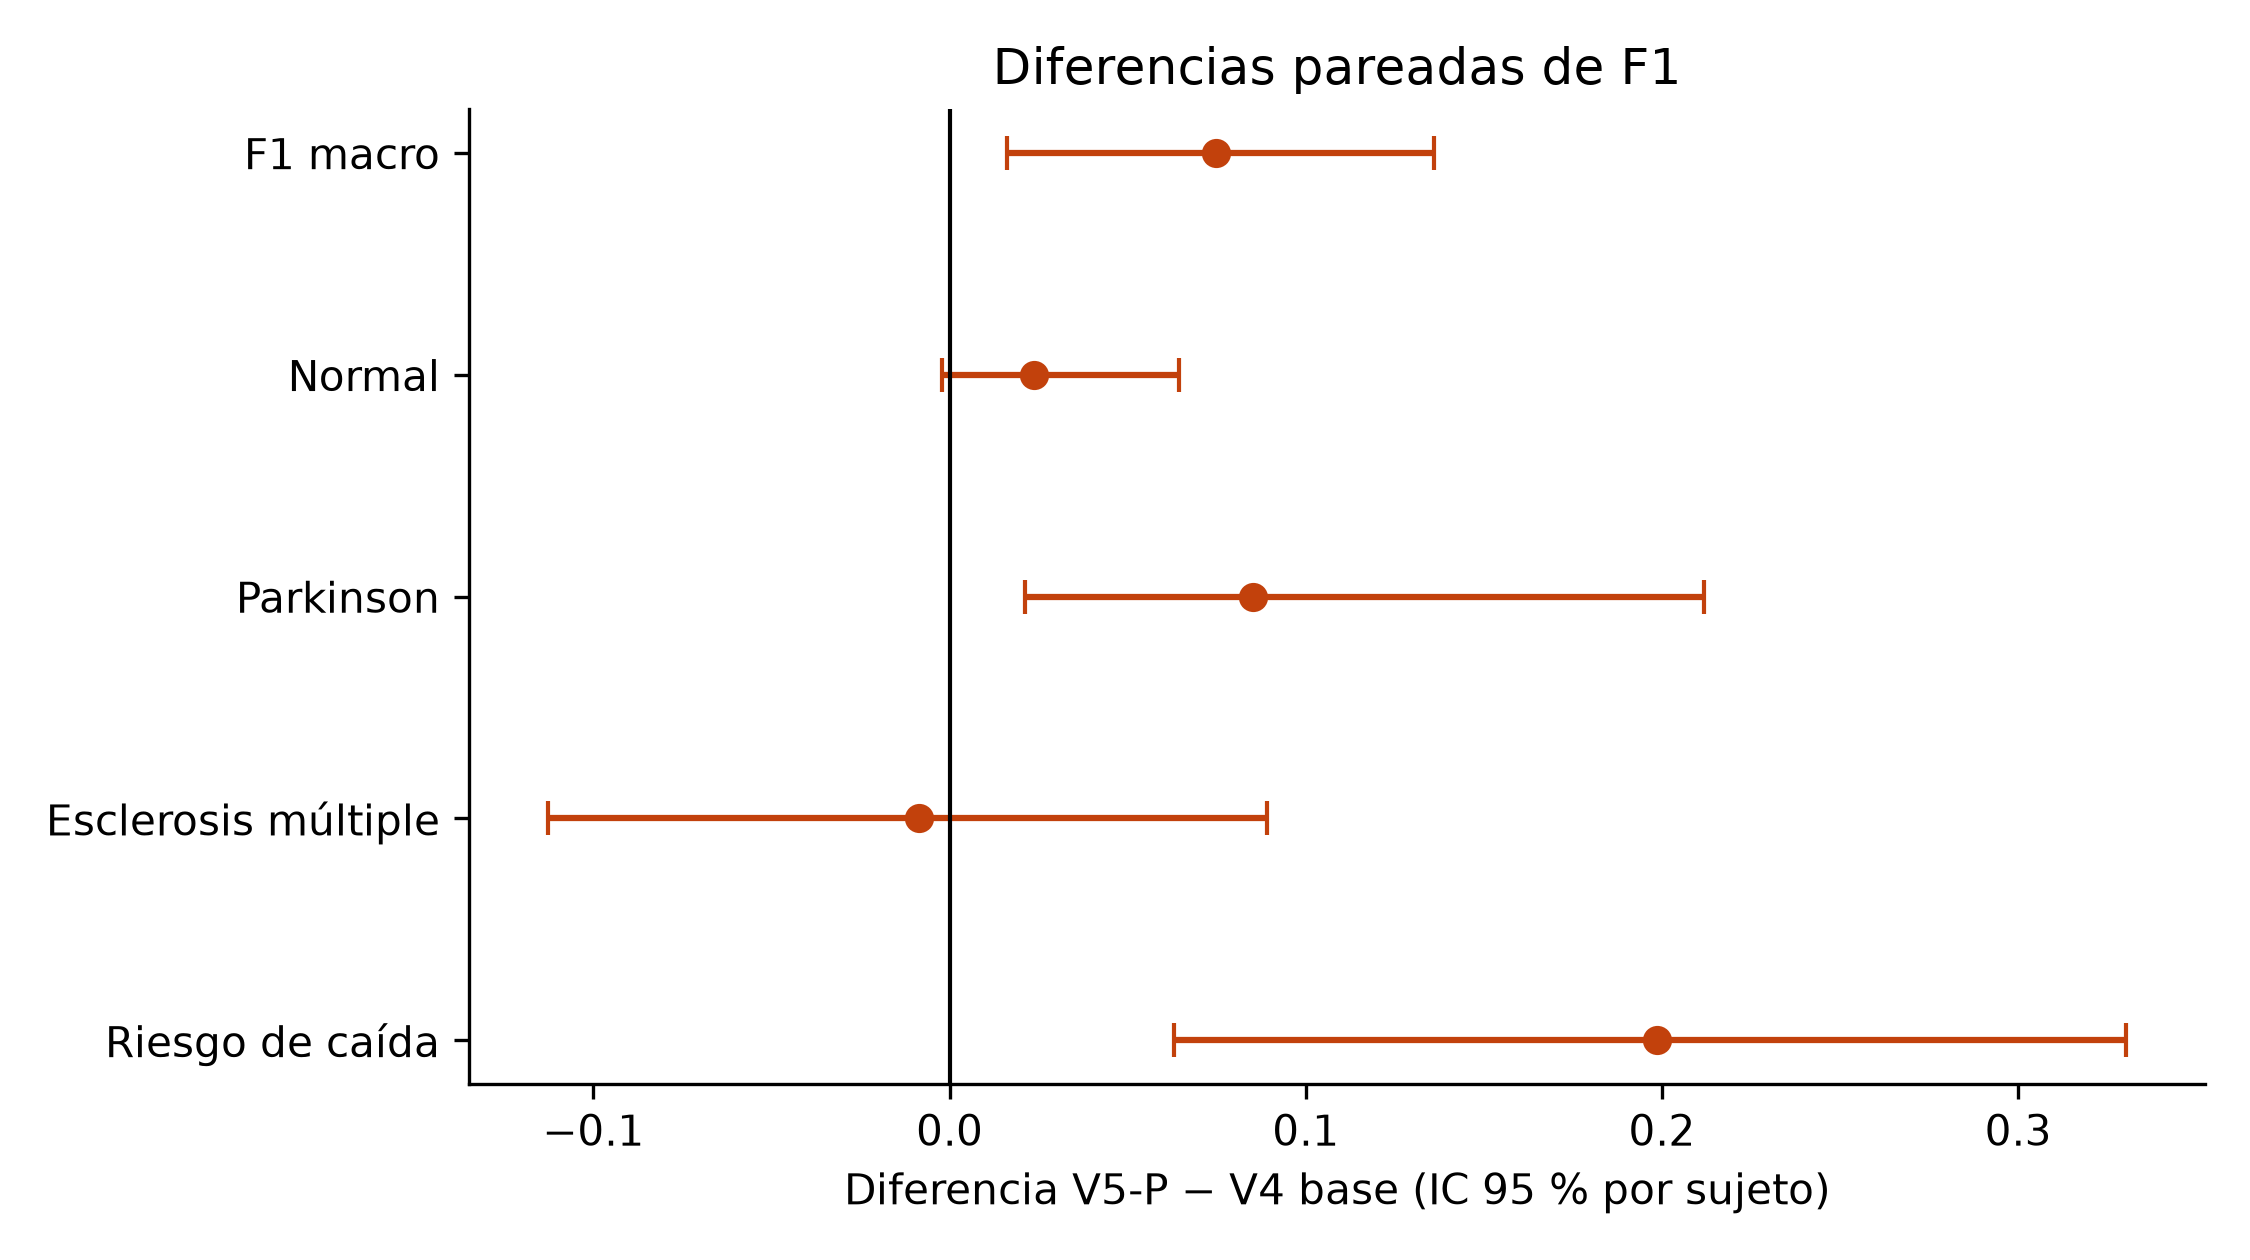 Diferencias pareadas de F1
F1 macro
Normal
Parkinson
Esclerosis múltiple
Riesgo de caída
−0.1 0.0 0.1 0.2 0.3
Diferencia V5-P − V4 base (IC 95 % por sujeto)